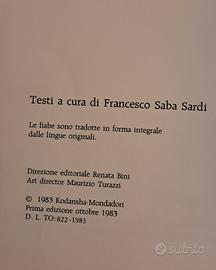 Testi a cura di Francesco Saba Sardi
Le fiabe sono tradotte in forma integrale
dalle lingue originali.
Direzione editoriale Renata Bini
Art director Maurizio Turazzi
© 1983 Kodansha-Mondadori
Prima edizione ottobre 1983
D. L. TO: 822-1983
subito